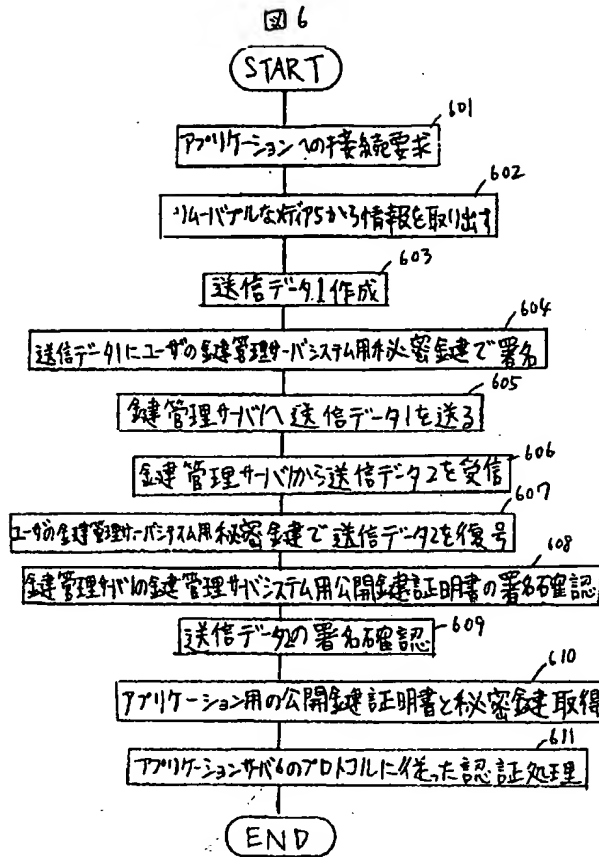 図6
START
アプリケーションへの接続要求
601
リムーバブルなメディア5から情報を取り出す
602
送信データ1作成
603
送信データ1にユーザの鍵管理サーバシステム用秘密鍵で署名
604
鍵管理サーバ1へ送信データ1を送る
605
鍵管理サーバ1から送信データ2を受信
606
ユーザの鍵管理サーバシステム用秘密鍵で送信データ2を復号
607
鍵管理サーバ1の鍵管理サーバシステム用公開鍵証明書の署名確認
608
送信データ2の署名確認
609
アプリケーション用の公開鍵証明書と秘密鍵取得
610
アプリケーションサーバ6のプロトコルに従った認証処理
611
END